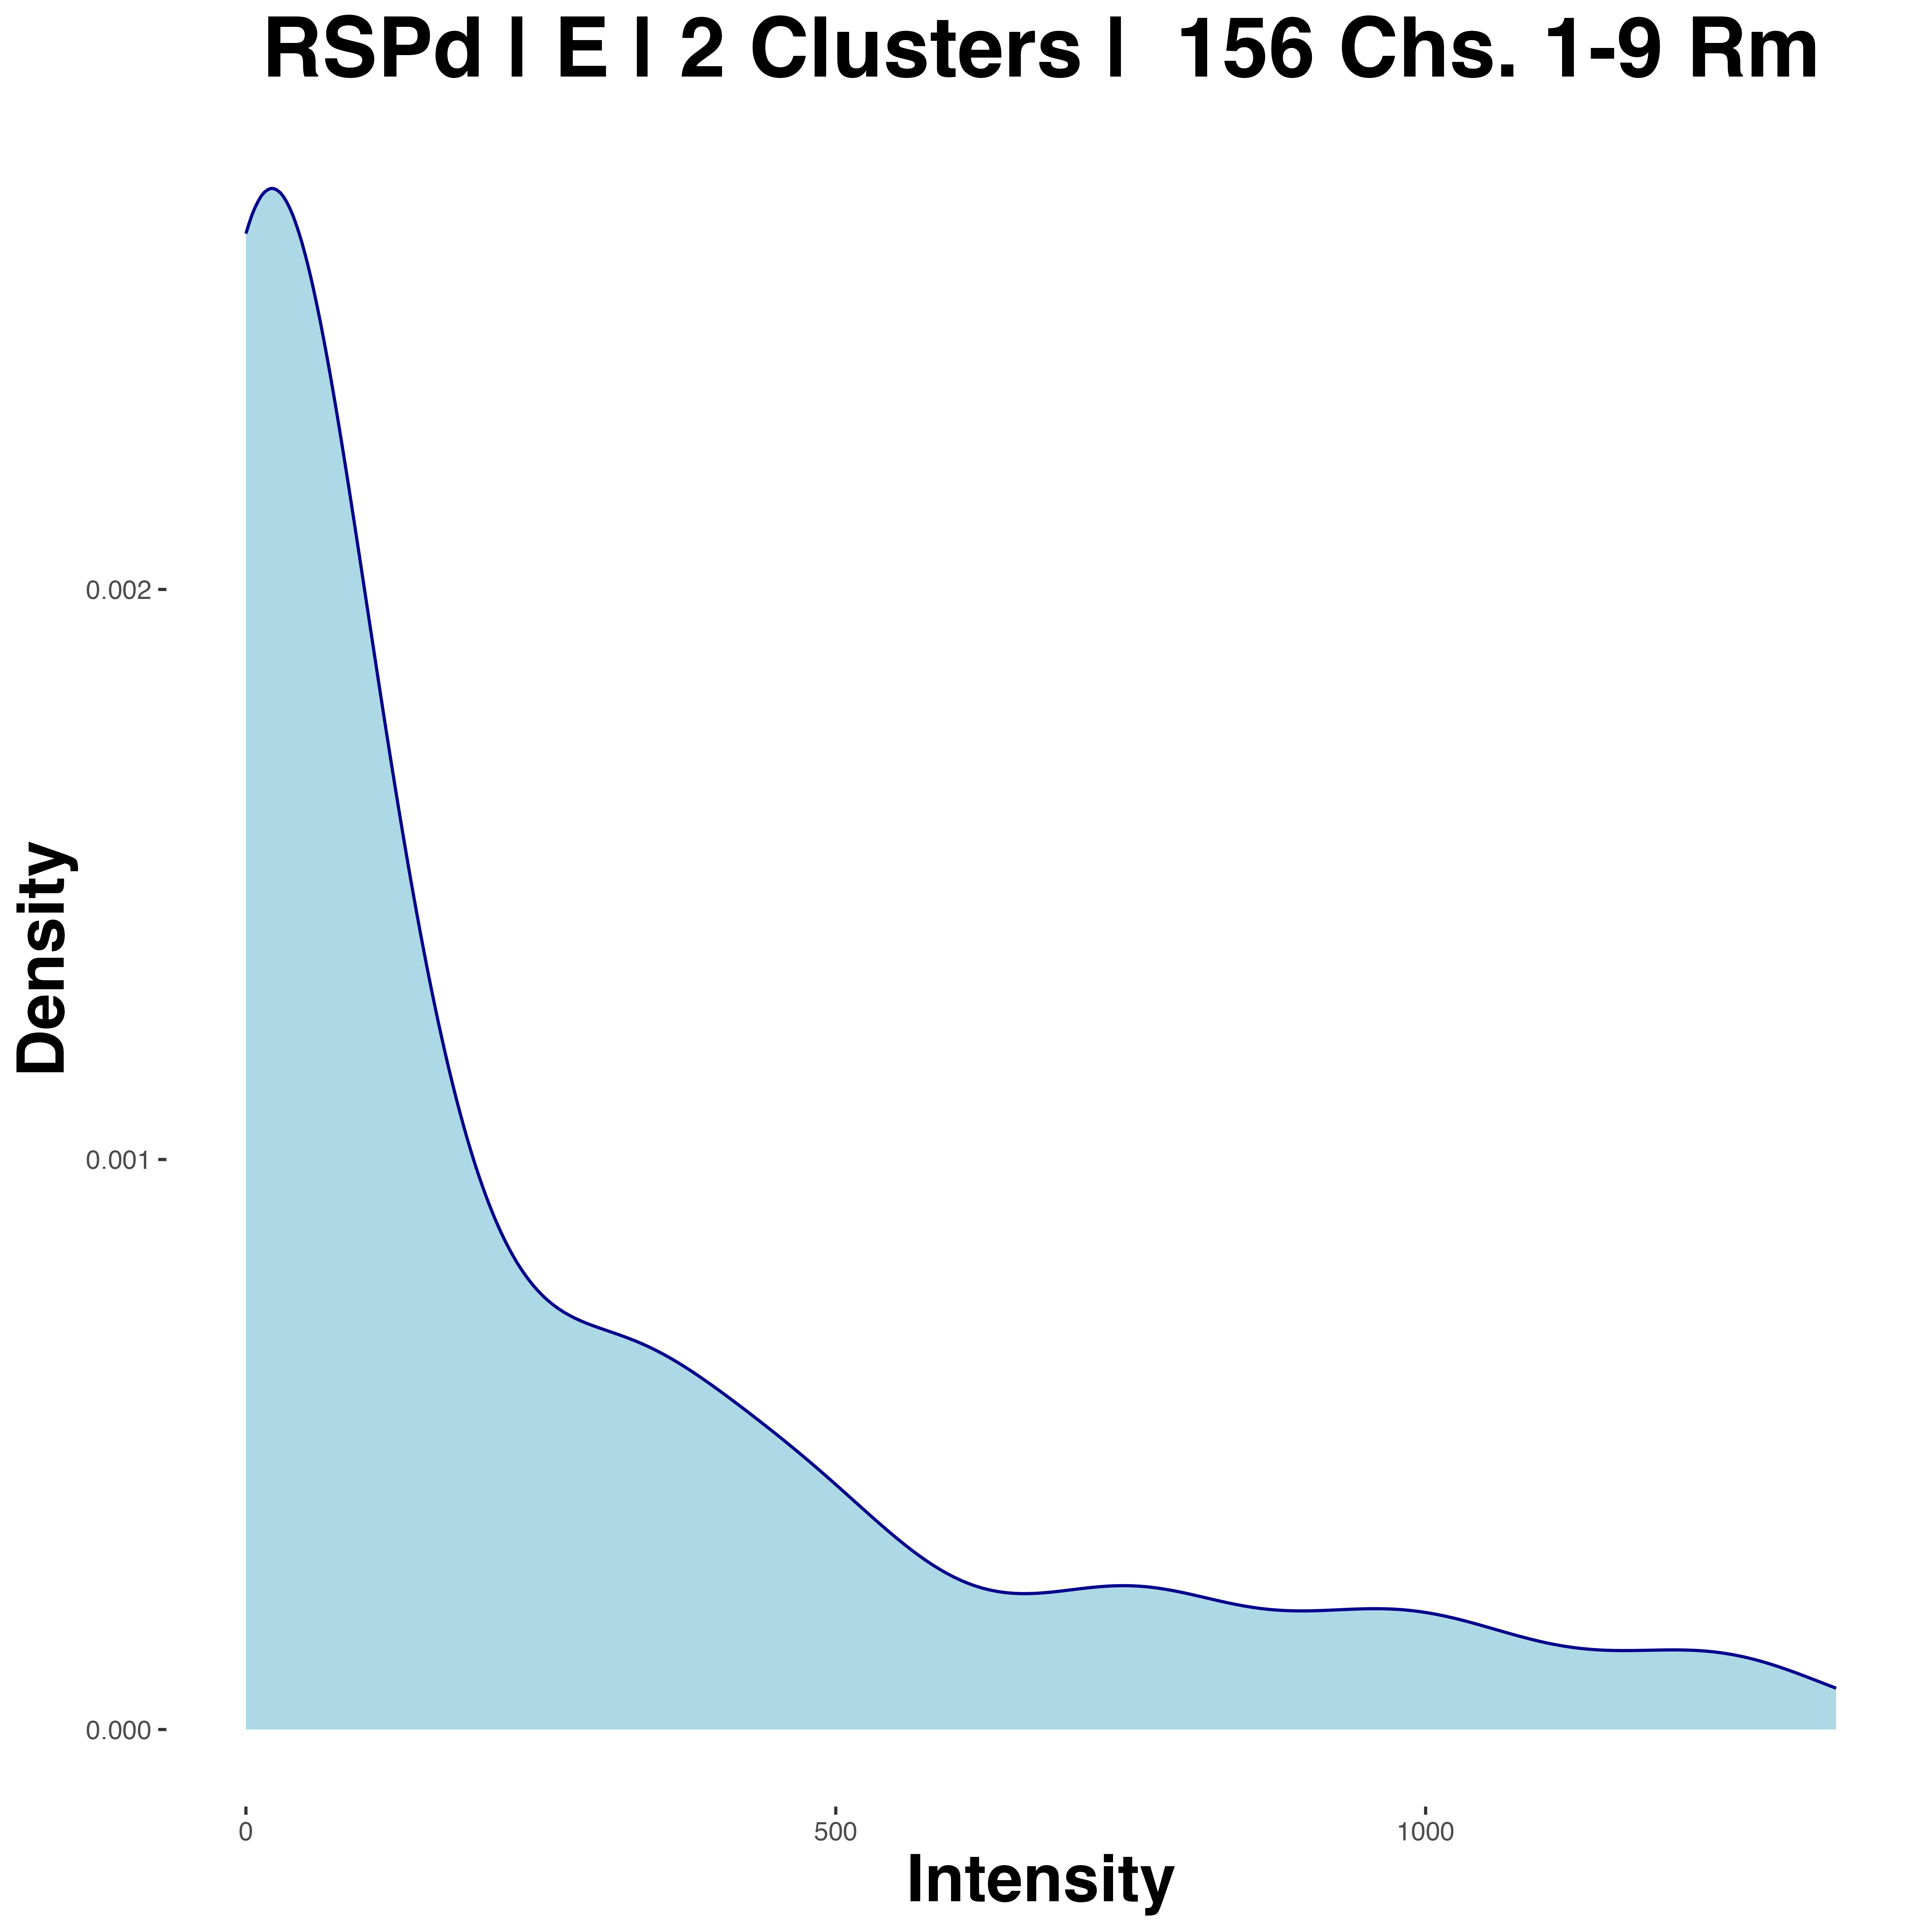 RSPd | E | 2 Clusters | 156 Chs. 1-9 Rm
Density
0.002
0.001
0.000
0
500
1000
Intensity